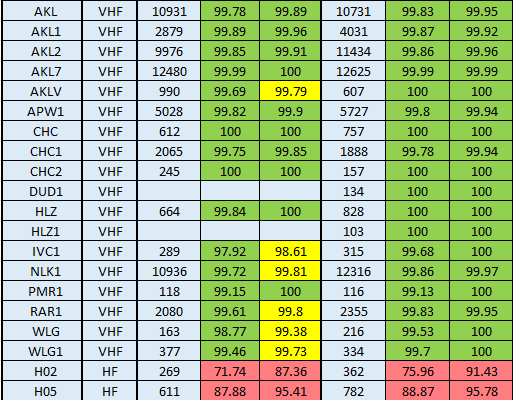 AKL VHF 10931 99.78 99.89 10731 99.83 99.95
AKL1 VHF 2879 99.89 99.96 4031 99.87 99.92
AKL2 VHF 9976 99.85 99.91 11434 99.86 99.96
AKL7 VHF 12480 99.99 100 12625 99.99 99.99
AKLV VHF 990 99.69 99.79 607 100 100
APW1 VHF 5028 99.82 99.9 5727 99.8 99.94
CHC VHF 612 100 100 757 100 100
CHC1 VHF 2065 99.75 99.85 1888 99.78 99.94
CHC2 VHF 245 100 100 157 100 100
DUD1 VHF 134 100 100
HLZ VHF 664 99.84 100 828 100 100
HLZ1 VHF 103 100 100
IVC1 VHF 289 97.92 98.61 315 99.68 100
NLK1 VHF 10936 99.72 99.81 12316 99.86 99.97
PMR1 VHF 118 99.15 100 116 99.13 100
RAR1 VHF 2080 99.61 99.8 2355 99.83 99.95
WLG VHF 163 98.77 99.38 216 99.53 100
WLG1 VHF 377 99.46 99.73 334 99.7 100
H02 HF 269 71.74 87.36 362 75.96 91.43
H05 HF 611 87.88 95.41 782 88.87 95.78